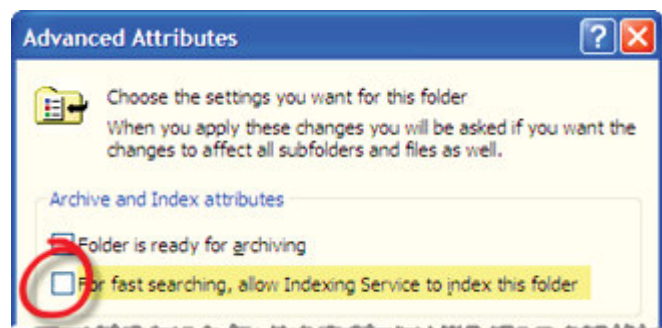 Advanced Attributes
Choose the settings you want for this folder
When you apply these changes you will be asked if you want the
changes to affect all subfolders and files as well.
Archive and Index attributes
Folder is ready for archiving
For fast searching, allow Indexing Service to index this folder